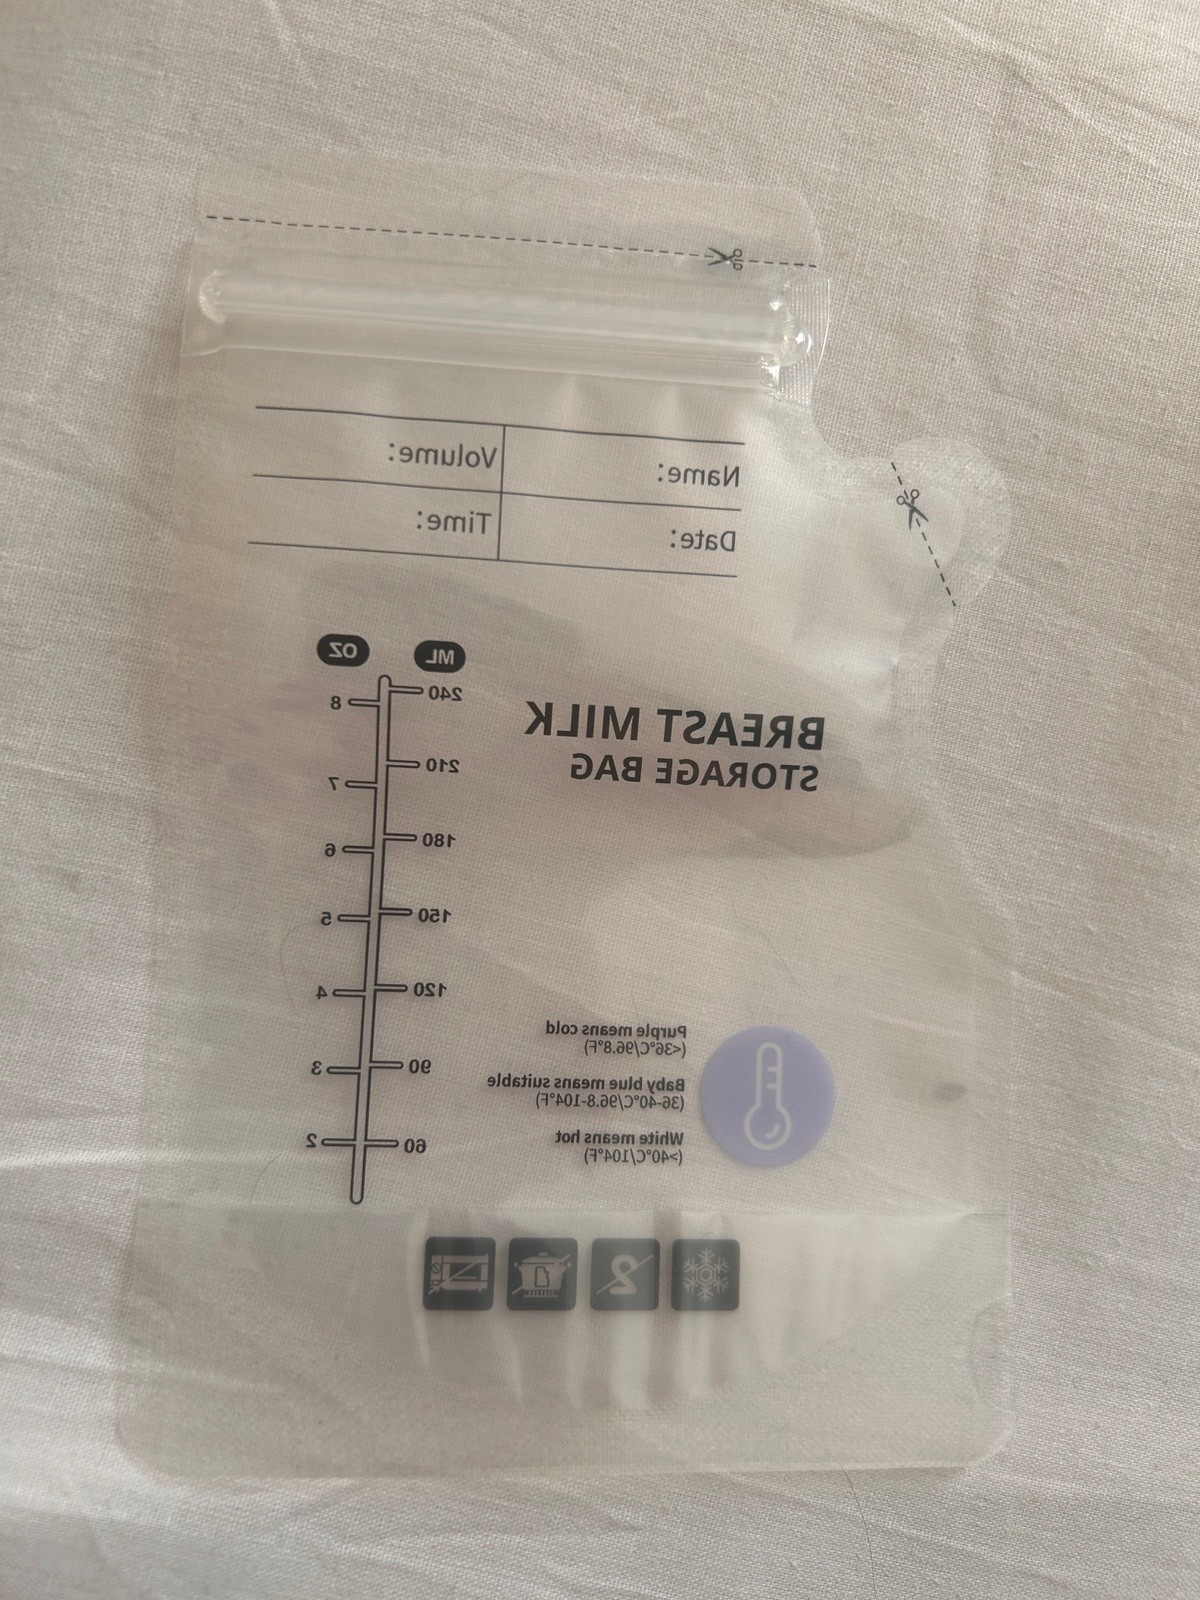 Name: Volume:
Date: Time:
ML OZ
240 8
210 7
180 6
150 5
120 4
90 3
60 2
BREAST MILK
STORAGE BAG
Purple means cold
(<36°C/96.8°F)
Baby blue means suitable
(36-40°C/96.8-104°F)
White means hot
(>40°C/104°F)
2